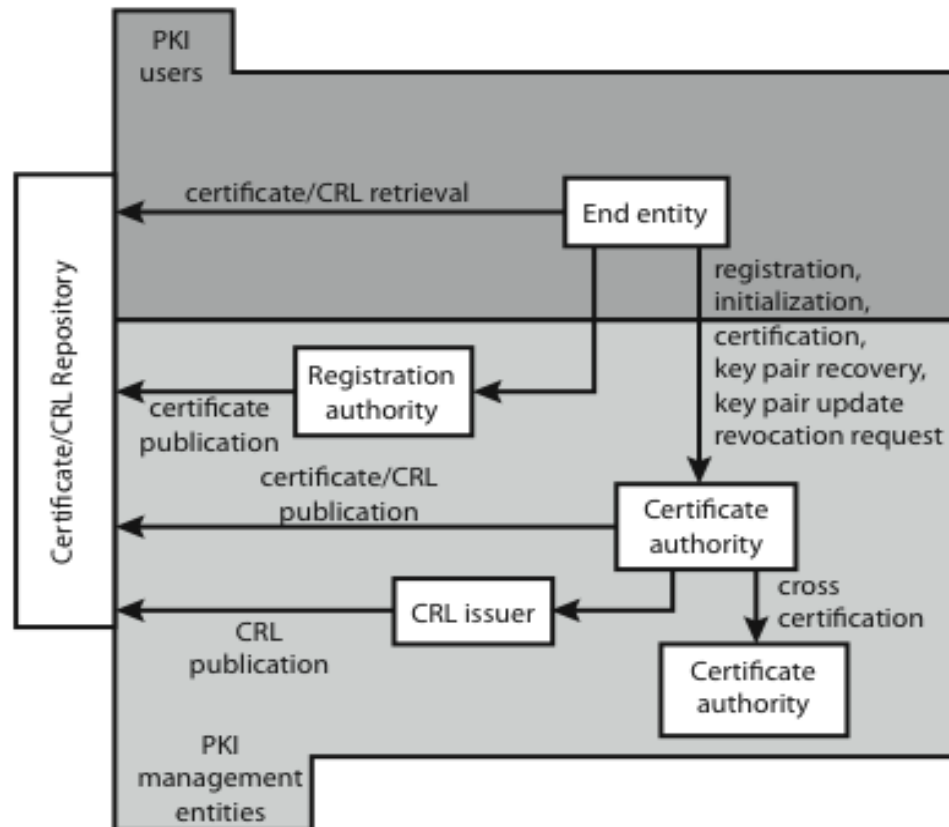 PKI
users
certificate/CRL retrieval
End entity
registration,
initialization,
certification,
key pair recovery,
key pair update
revocation request
Certificate/CRL Repository
Registration
authority
certificate
publication
certificate/CRL
publication
Certificate
authority
CRL issuer
cross
certification
CRL
publication
Certificate
authority
PKI
management
entities